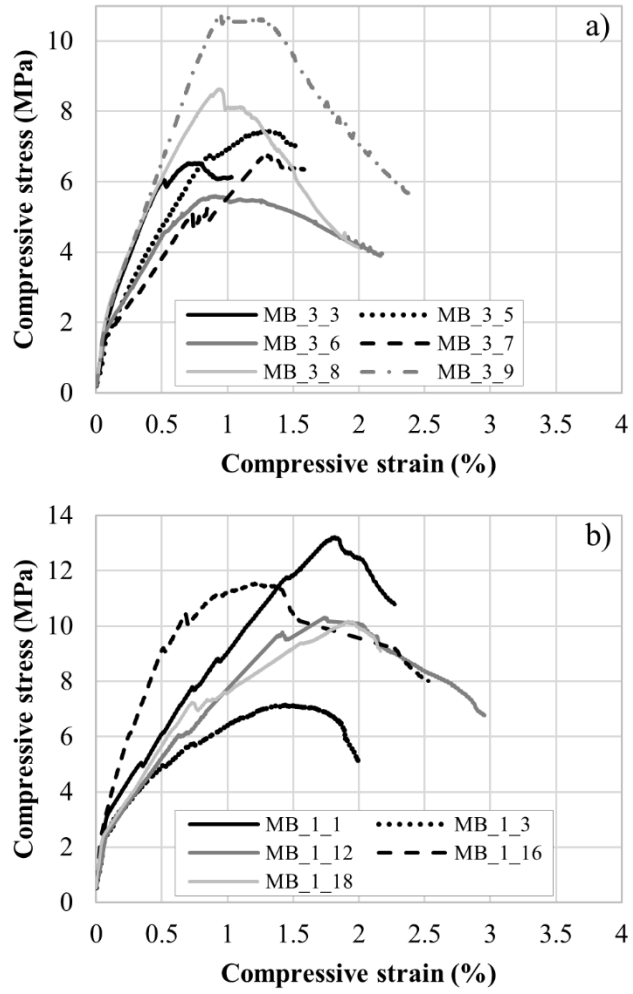 a)
Compressive stress (MPa)
10
8
6
4
2
0
MB_3_3 MB_3_5
MB_3_6 MB_3_7
MB_3_8 MB_3_9
0 0.5 1 1.5 2 2.5 3 3.5 4
Compressive strain (%)
b)
Compressive stress (MPa)
14
12
10
8
6
4
2
0
MB_1_1 MB_1_3
MB_1_12 MB_1_16
MB_1_18
0 0.5 1 1.5 2 2.5 3 3.5 4
Compressive strain (%)